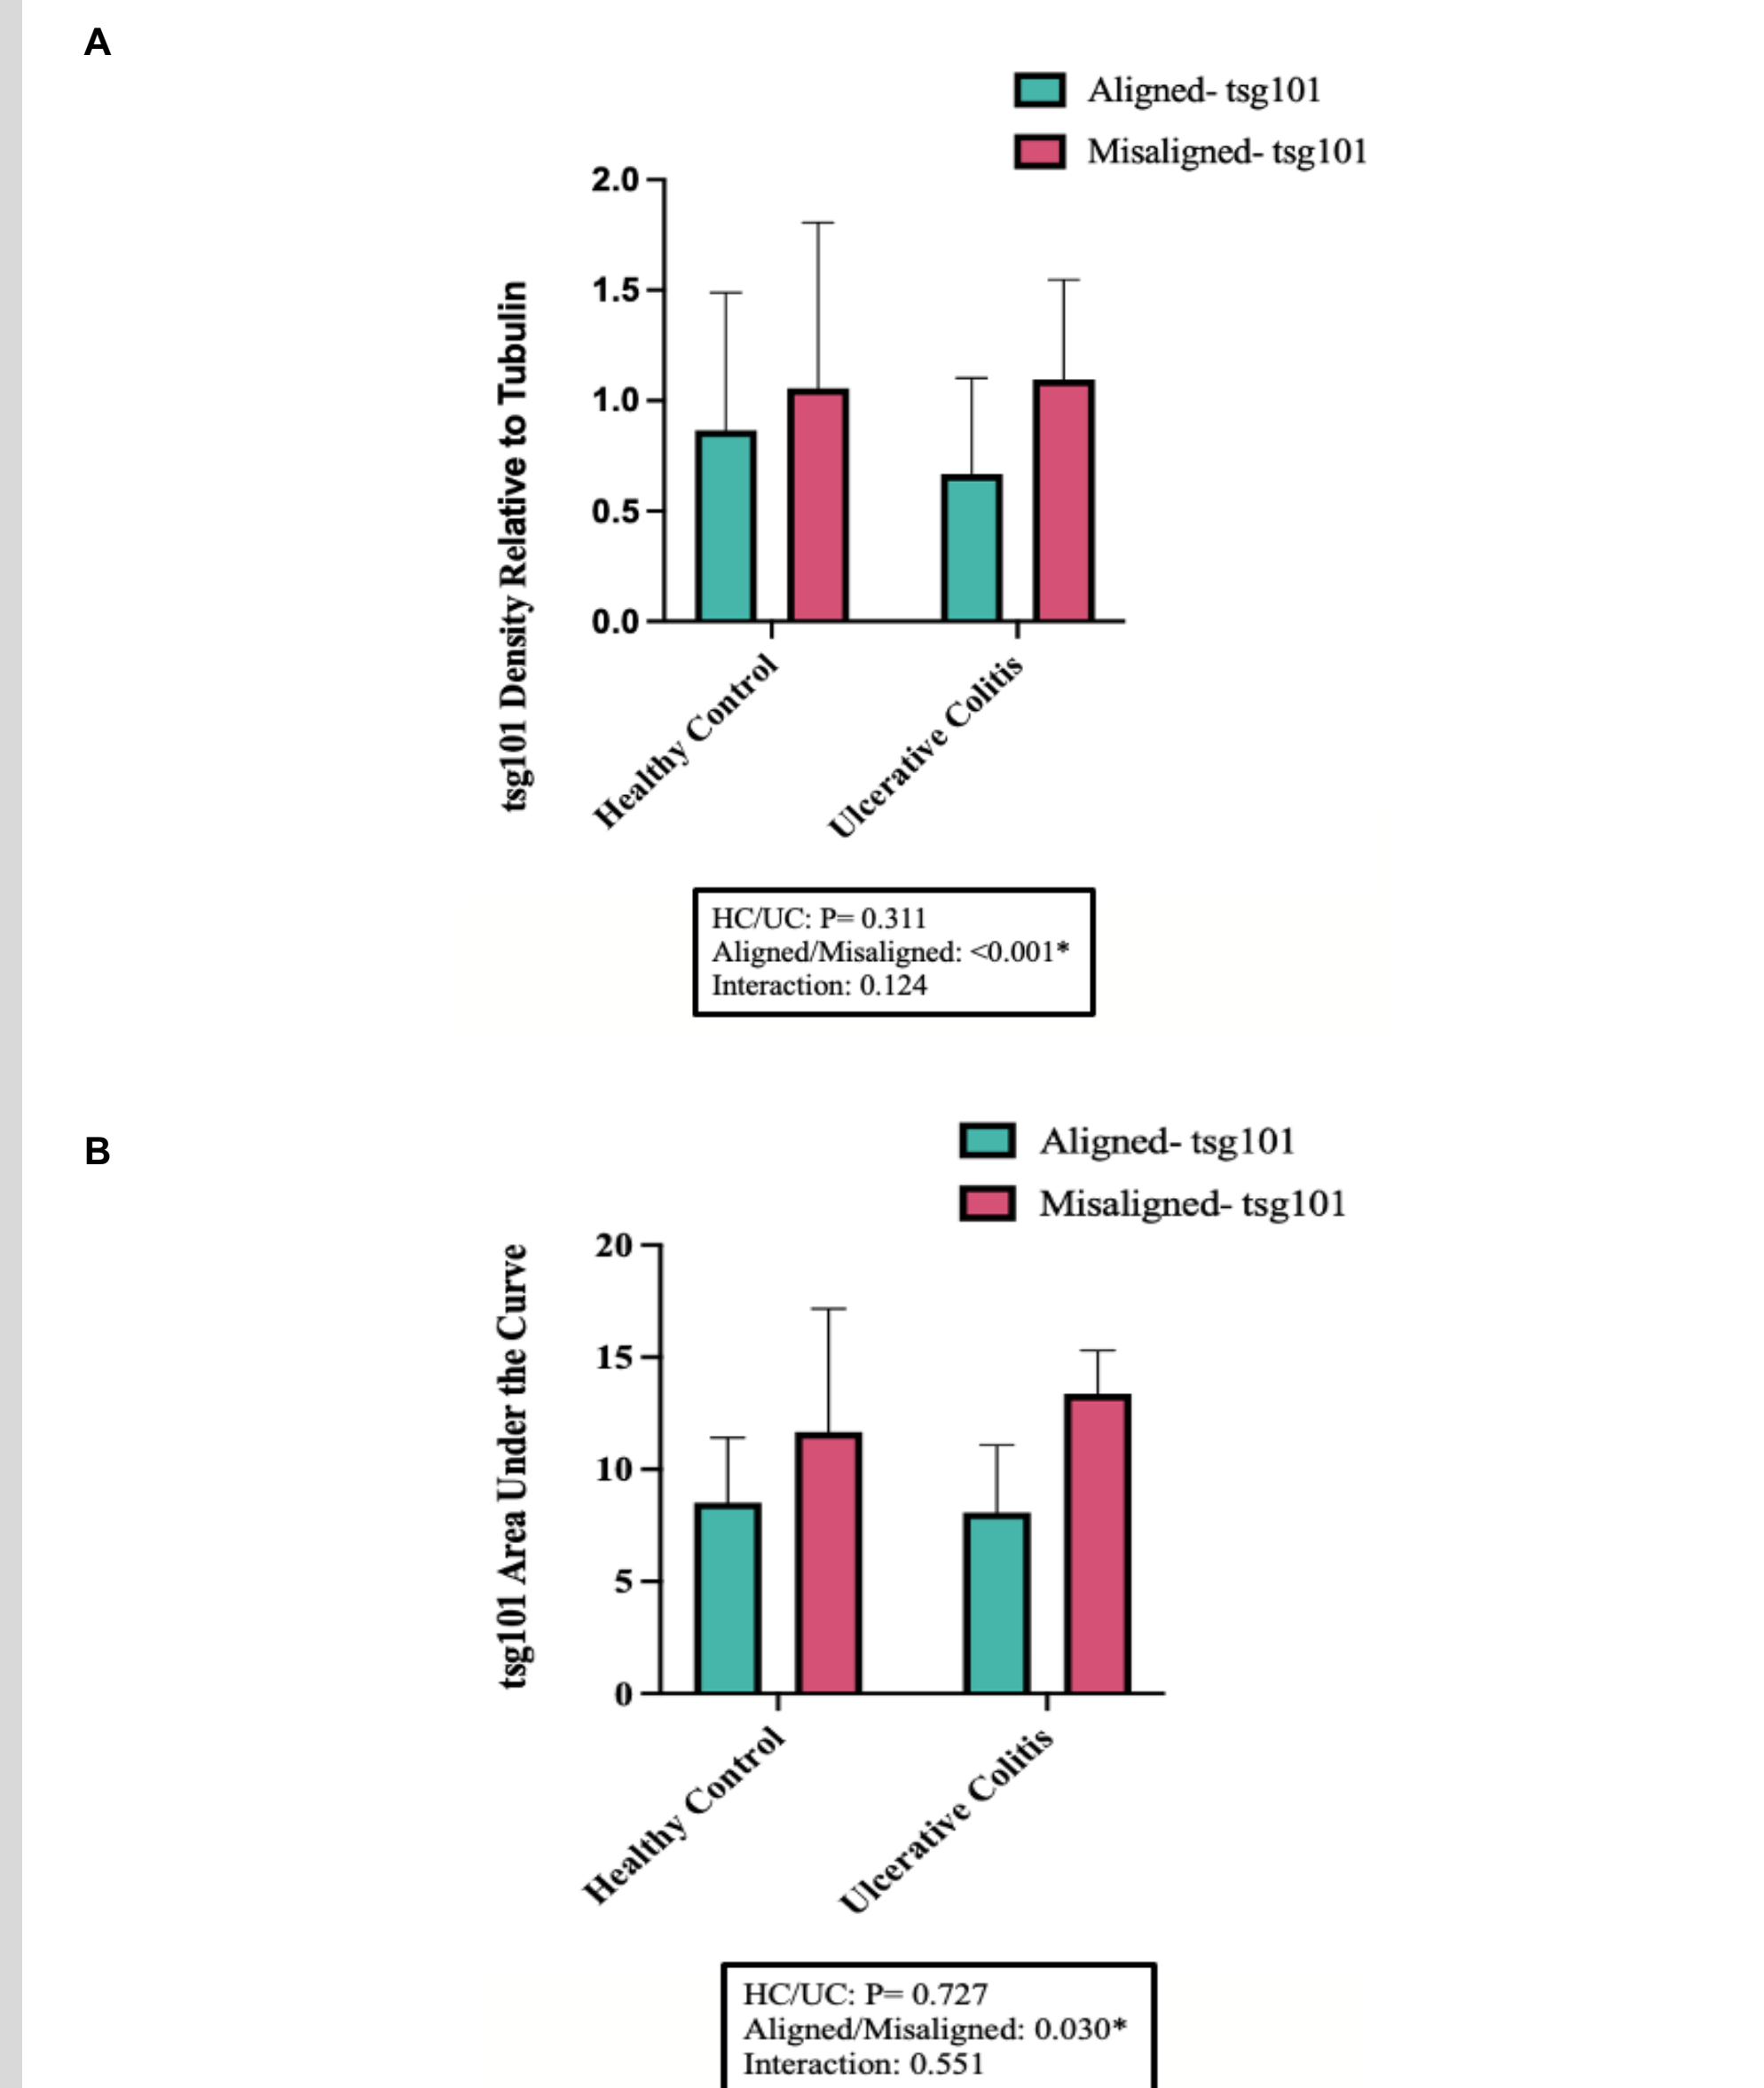 A
Aligned- tsg101
Misaligned- tsg101
tsg101 Density Relative to Tubulin
2.0
1.5
1.0
0.5
0.0
Healthy Control
Ulcerative Colitis
HC/UC: P= 0.311
Aligned/Misaligned: <0.001*
Interaction: 0.124
B
Aligned- tsg101
Misaligned- tsg101
tsg101 Area Under the Curve
20
15
10
5
0
Healthy Control
Ulcerative Colitis
HC/UC: P= 0.727
Aligned/Misaligned: 0.030*
Interaction: 0.551